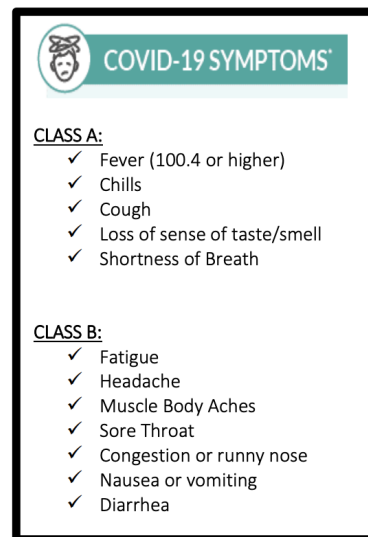 COVID-19 SYMPTOMS*
CLASS A:
✓ Fever (100.4 or higher)
✓ Chills
✓ Cough
✓ Loss of sense of taste/smell
✓ Shortness of Breath
CLASS B:
✓ Fatigue
✓ Headache
✓ Muscle Body Aches
✓ Sore Throat
✓ Congestion or runny nose
✓ Nausea or vomiting
✓ Diarrhea